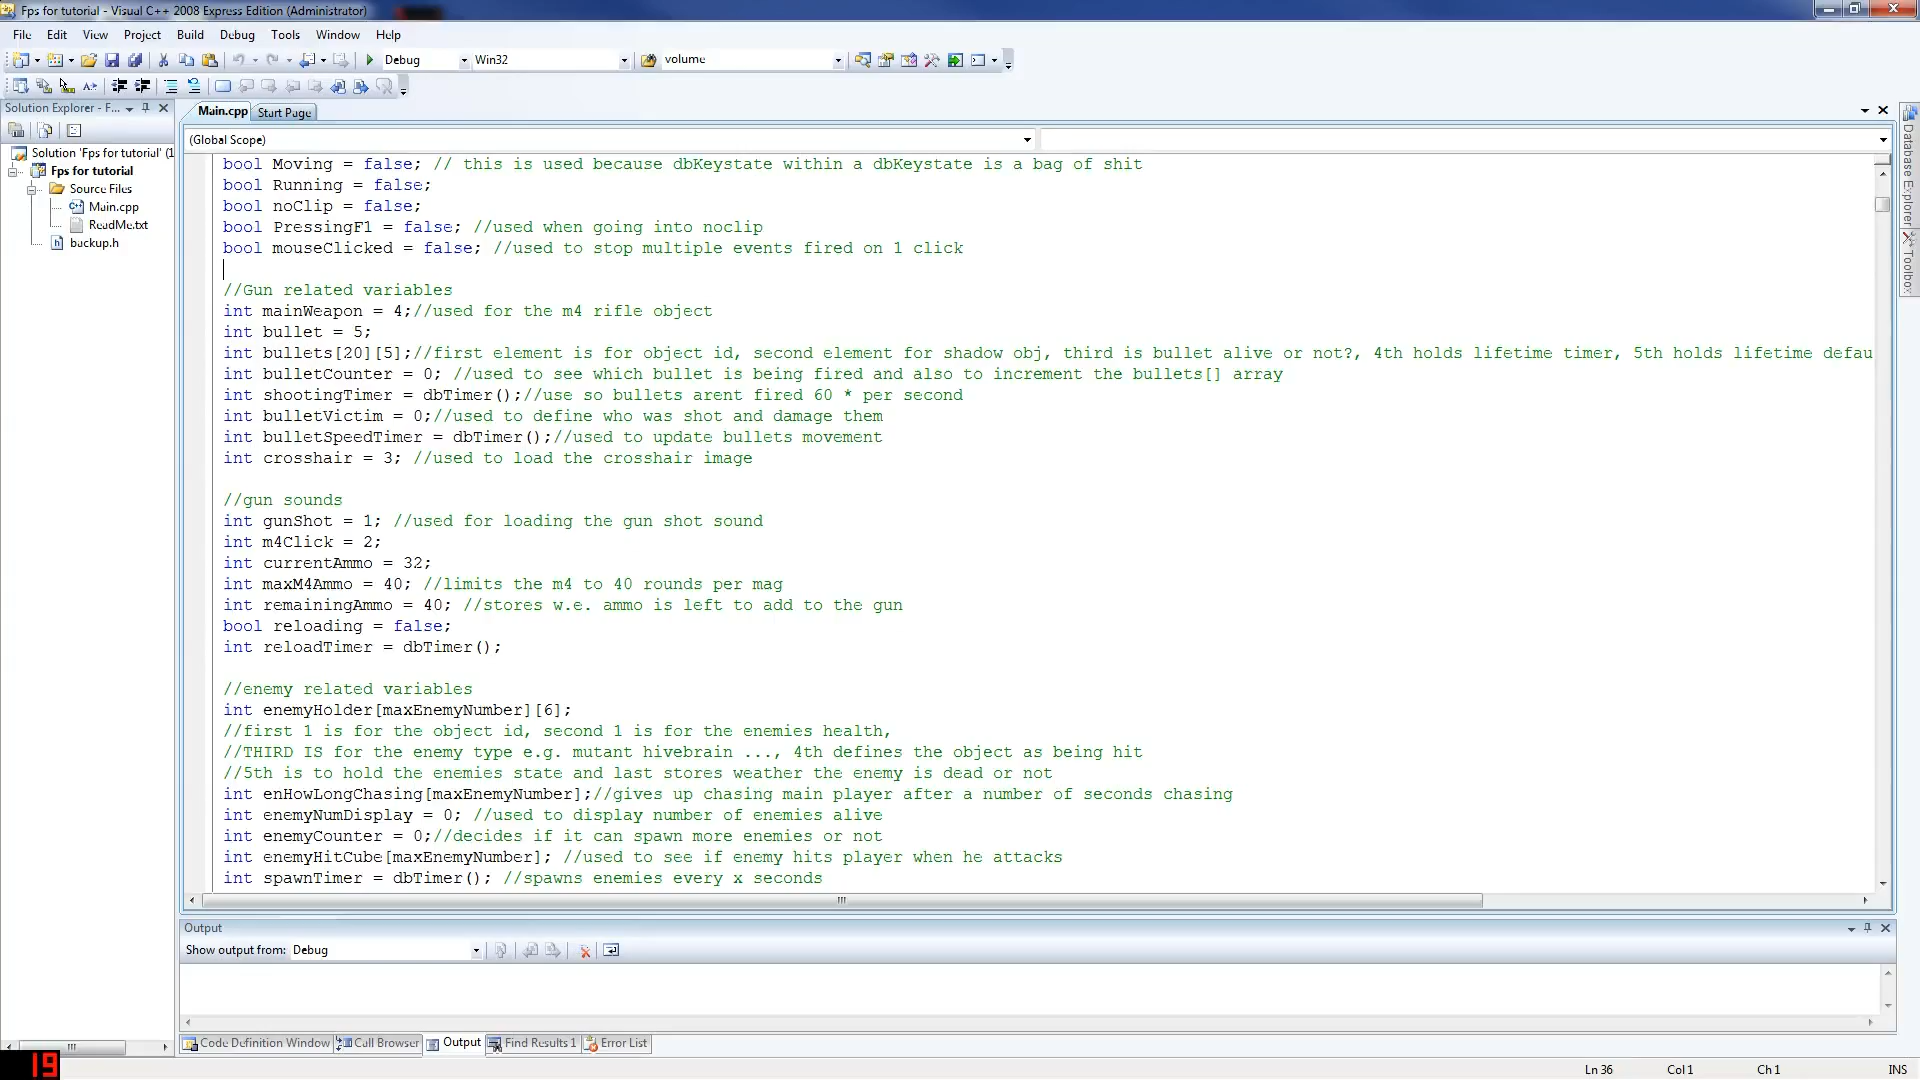 Fps for tutorial - Visual C++ 2008 Express Edition (Administrator)
File Edit View Project Build Debug Tools Window Help
Debug Win32 volume
Solution Explorer - F...
Main.cpp Start Page
(Global Scope)
Solution 'Fps for tutorial' (1
Fps for tutorial
Source Files
Main.cpp
ReadMe.txt
backup.h
bool Moving = false; // this is used because dbKeystate within a dbKeystate is a bag of shit
bool Running = false;
bool noClip = false;
bool PressingF1 = false; //used when going into noclip
bool mouseClicked = false; //used to stop multiple events fired on 1 click
//Gun related variables
int mainWeapon = 4;//used for the m4 rifle object
int bullet = 5;
int bullets[20][5];//first element is for object id, second element for shadow obj, third is bullet alive or not?, 4th holds lifetime timer, 5th holds lifetime defau
int bulletCounter = 0; //used to see which bullet is being fired and also to increment the bullets[] array
int shootingTimer = dbTimer();//use so bullets arent fired 60 * per second
int bulletVictim = 0;//used to define who was shot and damage them
int bulletSpeedTimer = dbTimer();//used to update bullets movement
int crosshair = 3; //used to load the crosshair image
//gun sounds
int gunShot = 1; //used for loading the gun shot sound
int m4Click = 2;
int currentAmmo = 32;
int maxM4Ammo = 40; //limits the m4 to 40 rounds per mag
int remainingAmmo = 40; //stores w.e. ammo is left to add to the gun
bool reloading = false;
int reloadTimer = dbTimer();
//enemy related variables
int enemyHolder[maxEnemyNumber][6];
//first 1 is for the object id, second 1 is for the enemies health,
//THIRD IS for the enemy type e.g. mutant hivebrain ..., 4th defines the object as being hit
//5th is to hold the enemies state and last stores weather the enemy is dead or not
int enHowLongChasing[maxEnemyNumber];//gives up chasing main player after a number of seconds chasing
int enemyNumDisplay = 0; //used to display number of enemies alive
int enemyCounter = 0;//decides if it can spawn more enemies or not
int enemyHitCube[maxEnemyNumber]; //used to see if enemy hits player when he attacks
int spawnTimer = dbTimer(); //spawns enemies every x seconds
Database Explorer
Toolbox
Output
Show output from: Debug
Code Definition Window Call Browser Output Find Results 1 Error List
19
Ln 36 Col 1 Ch 1 INS